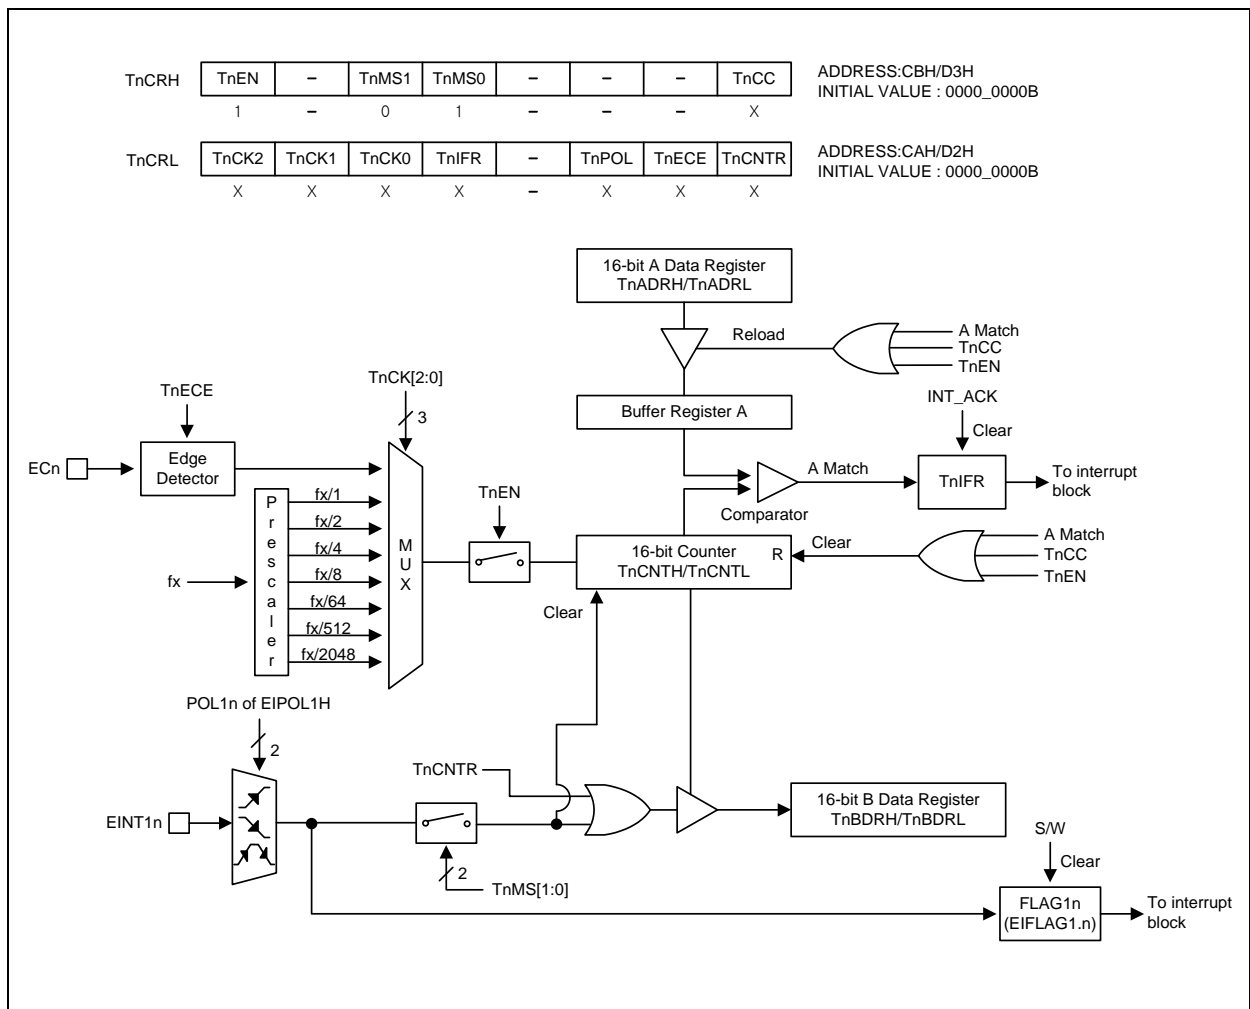 TnCRH TnEN – TnMS1 TnMS0 – – – TnCC
ADDRESS:CBH/D3H
INITIAL VALUE : 0000_0000B
1 – 0 1 – – – X
TnCRL TnCK2 TnCK1 TnCK0 TnIFR – TnPOL TnECE TnCNTR
ADDRESS:CAH/D2H
INITIAL VALUE : 0000_0000B
X X X X – X X X
16-bit A Data Register
TnADRH/TnADRL
Reload
A Match
TnCC
TnEN
TnECE
TnCK[2:0]
3
Buffer Register A
INT_ACK
Clear
ECn
Edge
Detector
A Match
Comparator
TnIFR
To interrupt
block
fx
Prescaler
fx/1
fx/2
fx/4
fx/8
fx/64
fx/512
fx/2048
MUX
TnEN
16-bit Counter
TnCNTH/TnCNTL
R
Clear
A Match
TnCC
TnEN
Clear
POL1n of EIPOL1H
2
TnCNTR
EINT1n
2
TnMS[1:0]
16-bit B Data Register
TnBDRH/TnBDRL
S/W
Clear
FLAG1n
(EIFLAG1.n)
To interrupt
block